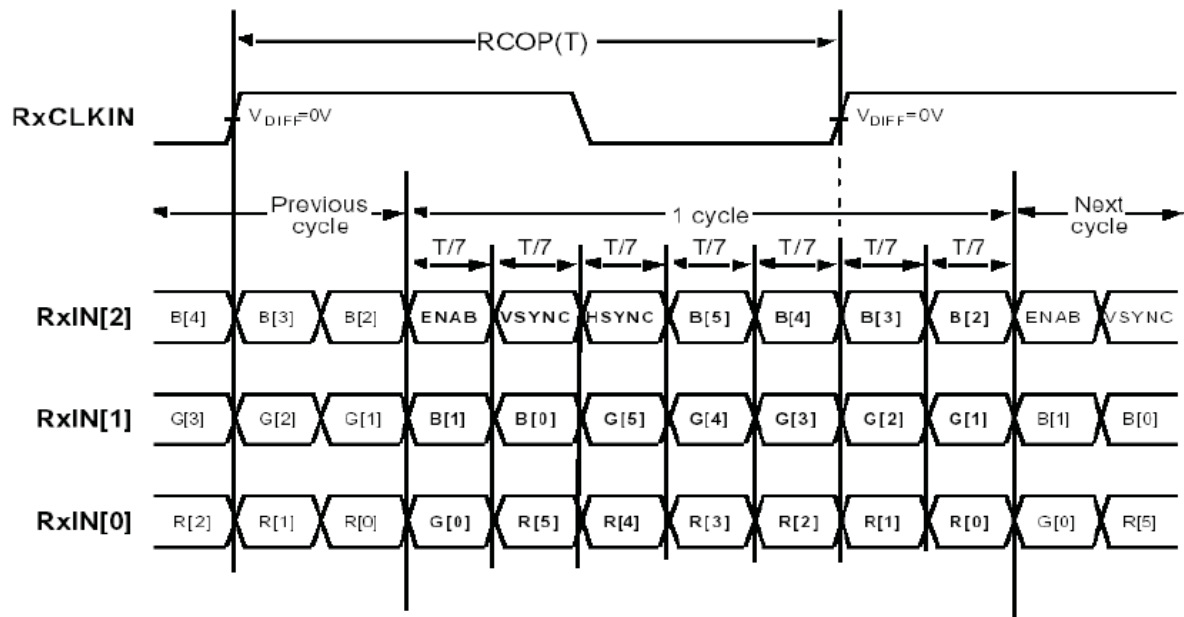 RCOP(T)
RxCLKIN
V DIFF=0V
V DIFF=0V
Previous cycle
1 cycle
Next cycle
T/7 T/7 T/7 T/7 T/7 T/7 T/7
RxIN[2] B[4] B[3] B[2] ENAB VSYNC HSYNC B[5] B[4] B[3] B[2] ENAB VSYNC
RxIN[1] G[3] G[2] G[1] B[1] B[0] G[5] G[4] G[3] G[2] G[1] B[1] B[0]
RxIN[0] R[2] R[1] R[0] G[0] R[5] R[4] R[3] R[2] R[1] R[0] G[0] R[5]